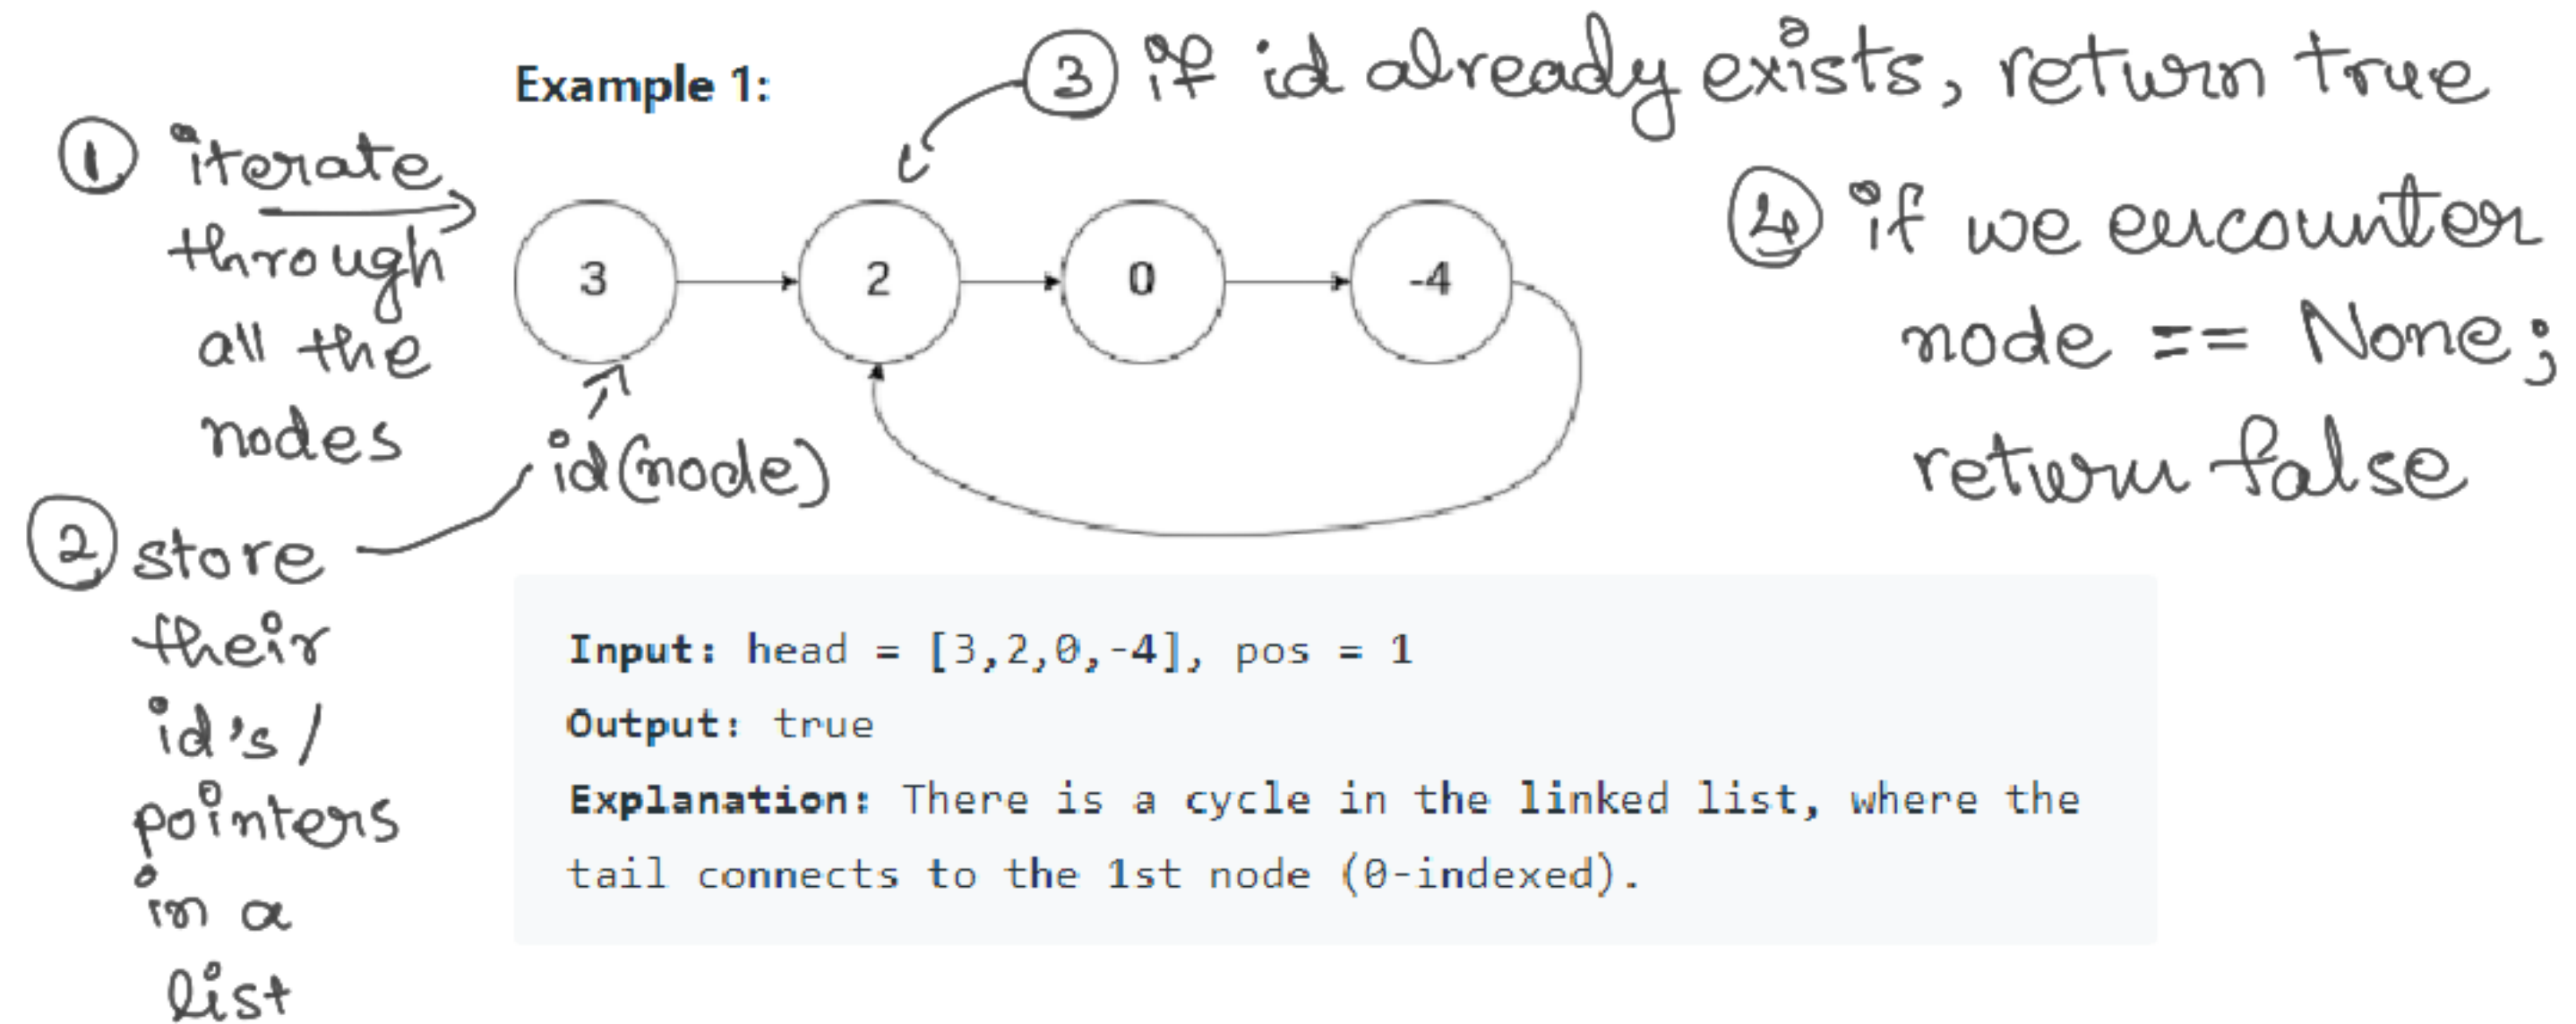 Example 1:
③ if id already exists, return true
① iterate
through
all the
nodes
④ if we encounter
node == None;
return false
3
2
0
-4
id(node)
② store
their
id's/
pointers
in a
list
Input: head = [3,2,0,-4], pos = 1
Output: true
Explanation: There is a cycle in the linked list, where the
tail connects to the 1st node (0-indexed).